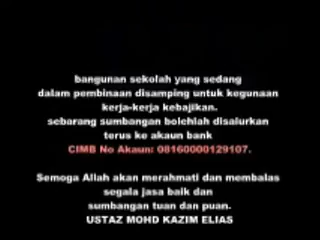 bangunan sekolah yang sedang
dalam pembinaan disamping untuk kegunaan
kerja-kerja kebajikan.
sebarang sumbangan bolehlah disalurkan
terus ke akaun bank
CIMB No Akaun: 08160000129107.
Semoga Allah akan merahmati dan membalas
segala jasa baik dan
sumbangan tuan dan puan.
USTAZ MOHD KAZIM ELIAS